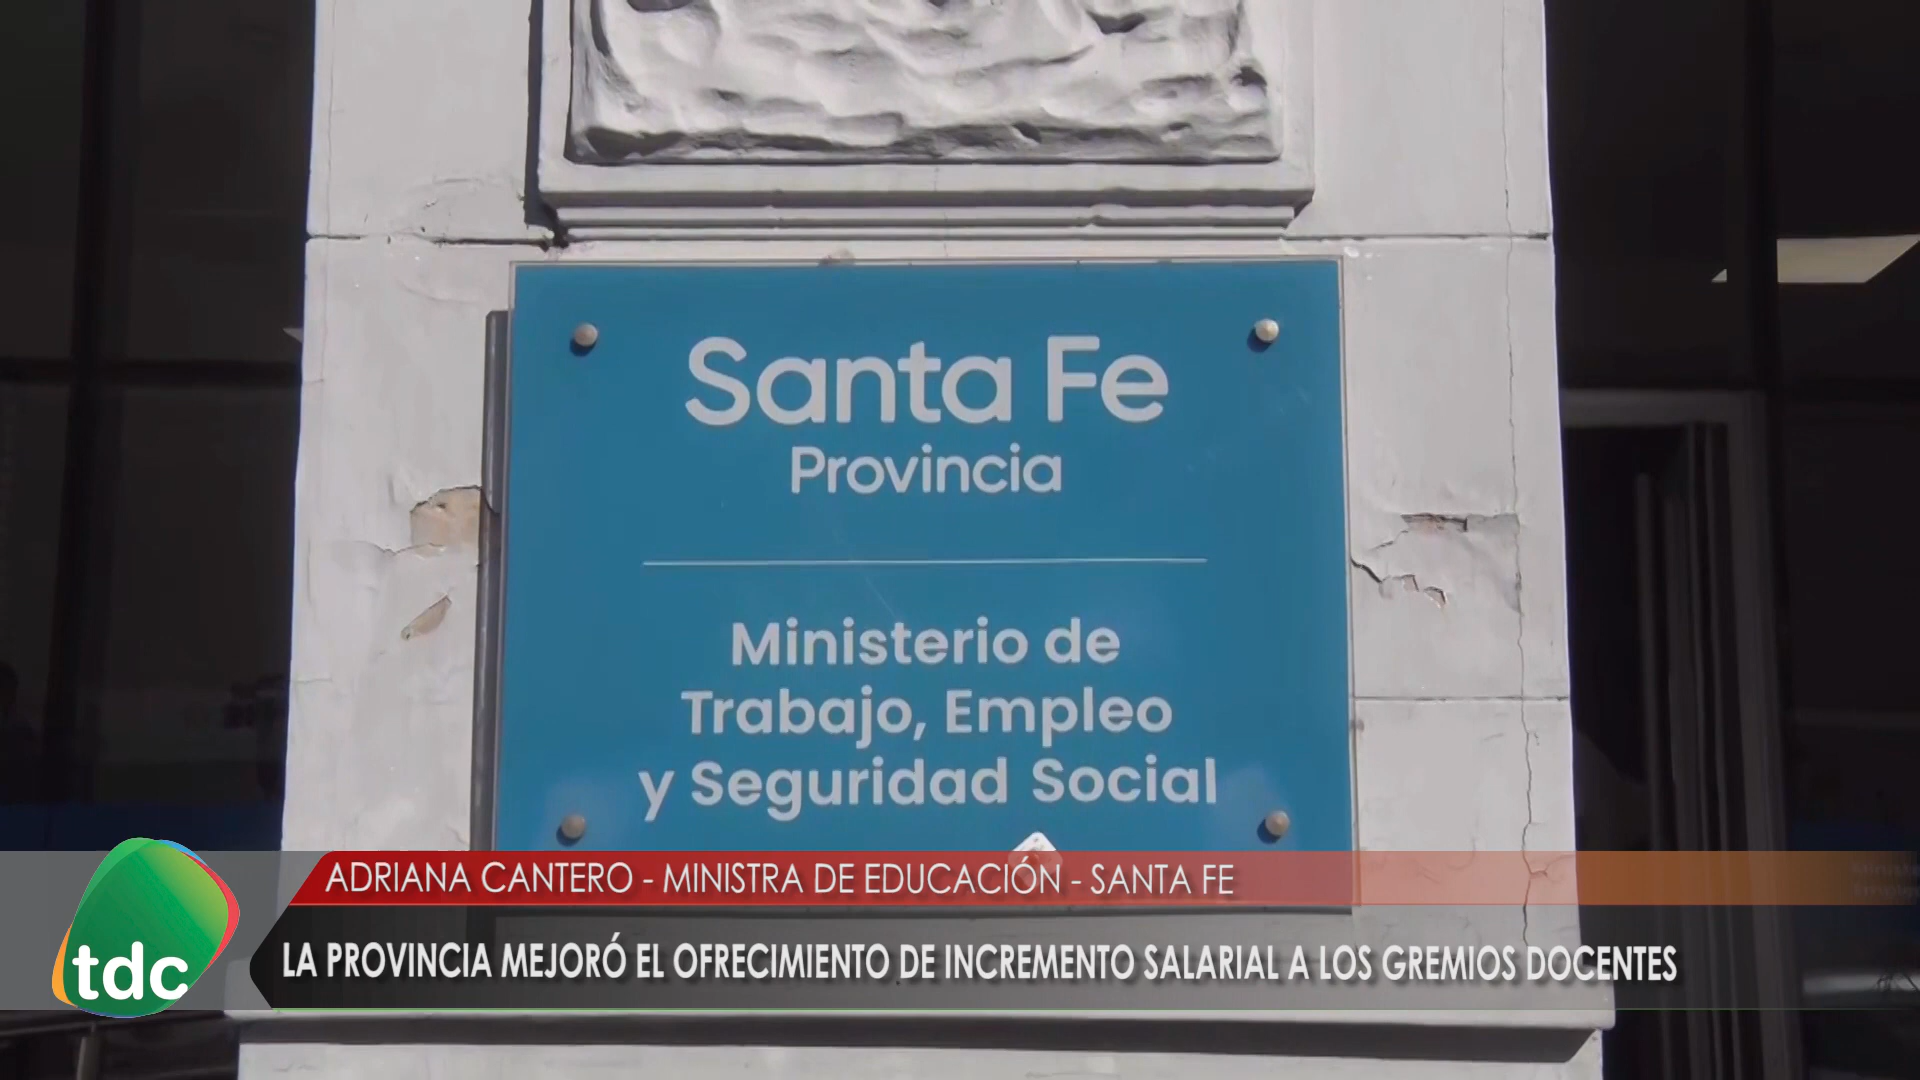 Santa Fe
Provincia
Ministerio de
Trabajo, Empleo
y Seguridad Social
ADRIANA CANTERO - MINISTRA DE EDUCACIÓN - SANTA FE
tdc
LA PROVINCIA MEJORÓ EL OFRECIMIENTO DE INCREMENTO SALARIAL A LOS GREMIOS DOCENTES